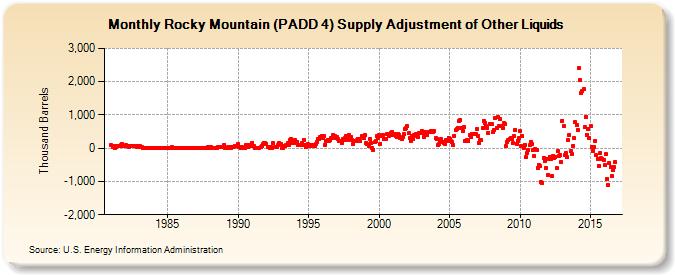 Monthly Rocky Mountain (PADD 4) Supply Adjustment of Other Liquids
Thousand Barrels
3,000
2,000
1,000
0
-1,000
-2,000
1985 1990 1995 2000 2005 2010 2015
Source: U.S. Energy Information Administration